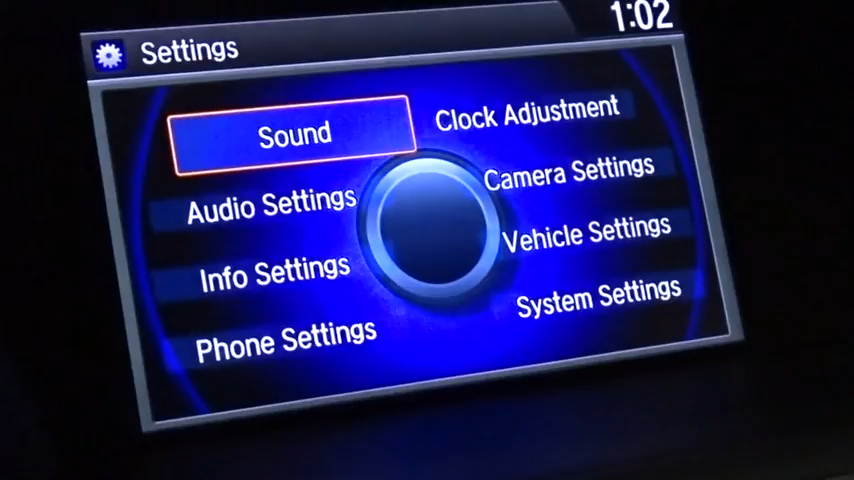 Settings
1:02
Sound
Clock Adjustment
Audio Settings
Camera Settings
Info Settings
Vehicle Settings
Phone Settings
System Settings